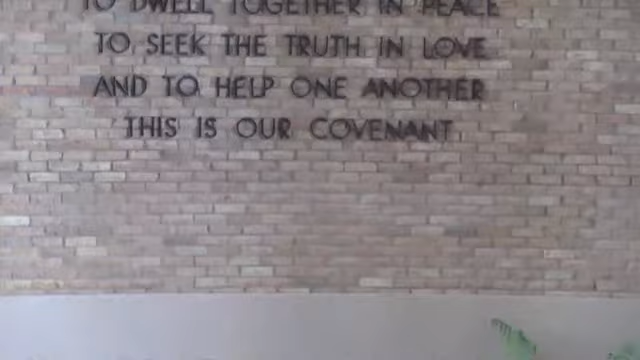 TO DWELL TOGETHER IN PEACE
TO SEEK THE TRUTH IN LOVE
AND TO HELP ONE ANOTHER
THIS IS OUR COVENANT